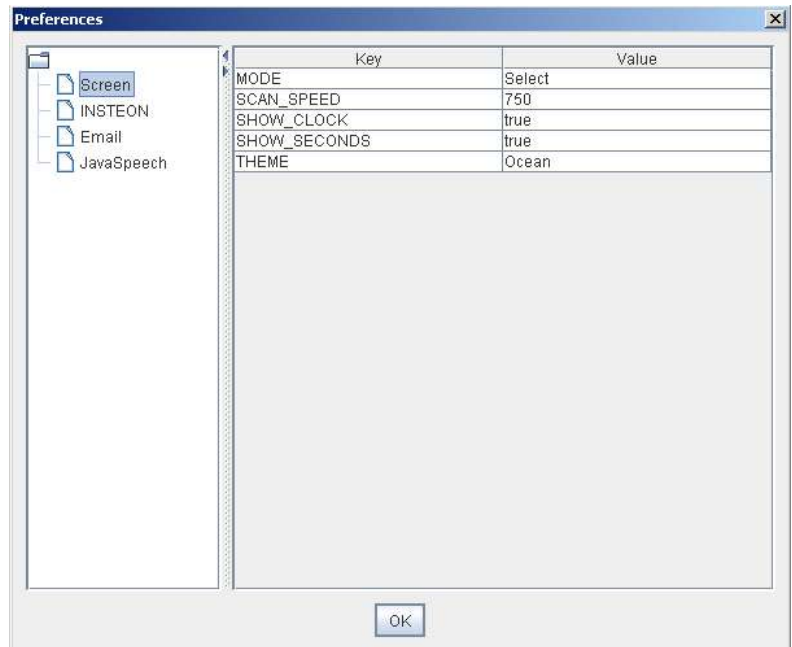 Preferences
Screen
INSTEON
Email
JavaSpeech
Key Value
MODE Select
SCAN_SPEED 750
SHOW_CLOCK true
SHOW_SECONDS true
THEME Ocean
OK